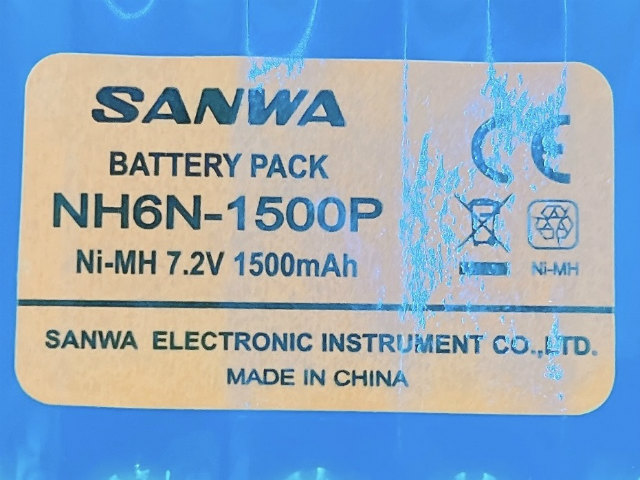 SANWA
BATTERY PACK
NH6N-1500P
Ni-MH 7.2V 1500mAh
CE
Ni-MH
SANWA ELECTRONIC INSTRUMENT CO.,LTD.
MADE IN CHINA